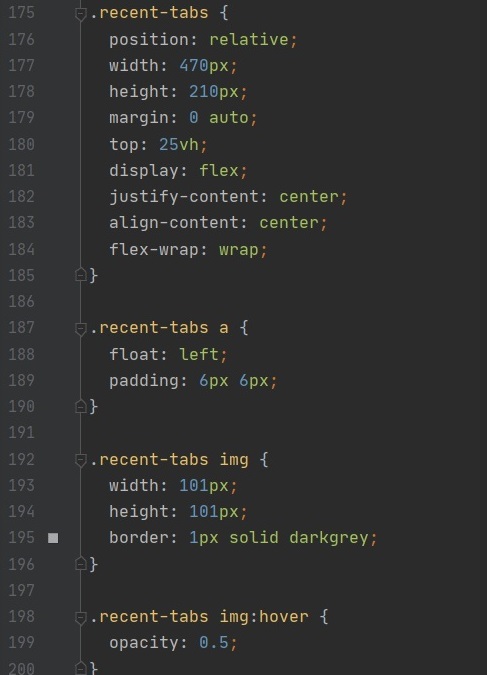 175 .recent-tabs {
176 position: relative;
177 width: 470px;
178 height: 210px;
179 margin: 0 auto;
180 top: 25vh;
181 display: flex;
182 justify-content: center;
183 align-content: center;
184 flex-wrap: wrap;
185 }
186
187 .recent-tabs a {
188 float: left;
189 padding: 6px 6px;
190 }
191
192 .recent-tabs img {
193 width: 101px;
194 height: 101px;
195 border: 1px solid darkgrey;
196 }
197
198 .recent-tabs img:hover {
199 opacity: 0.5;
200 }